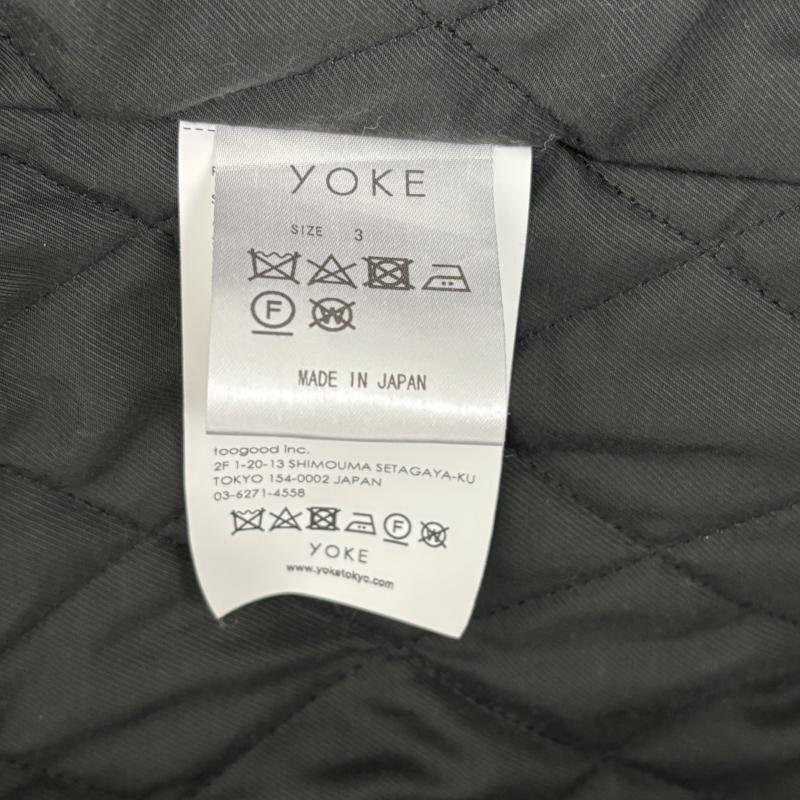 YOKE
SIZE 3
F W
MADE IN JAPAN
toogood Inc.
2F 1-20-13 SHIMOUMA SETAGAYA-KU
TOKYO 154-0002 JAPAN
03-6271-4558
F W
YOKE
www.yoketokyo.com